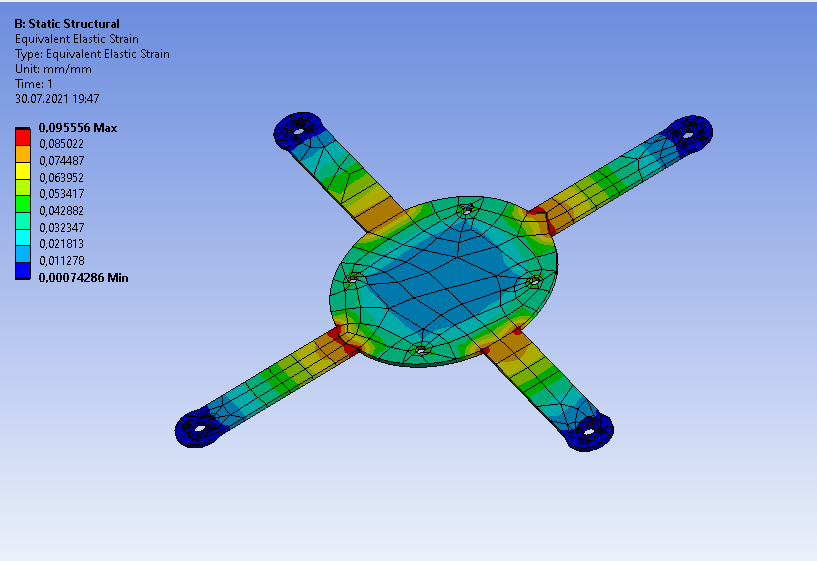 B: Static Structural
Equivalent Elastic Strain
Type: Equivalent Elastic Strain
Unit: mm/mm
Time: 1
30.07.2021 19:47
0,095556 Max
0,085022
0,074487
0,063952
0,053417
0,042882
0,032347
0,021813
0,011278
0,00074286 Min